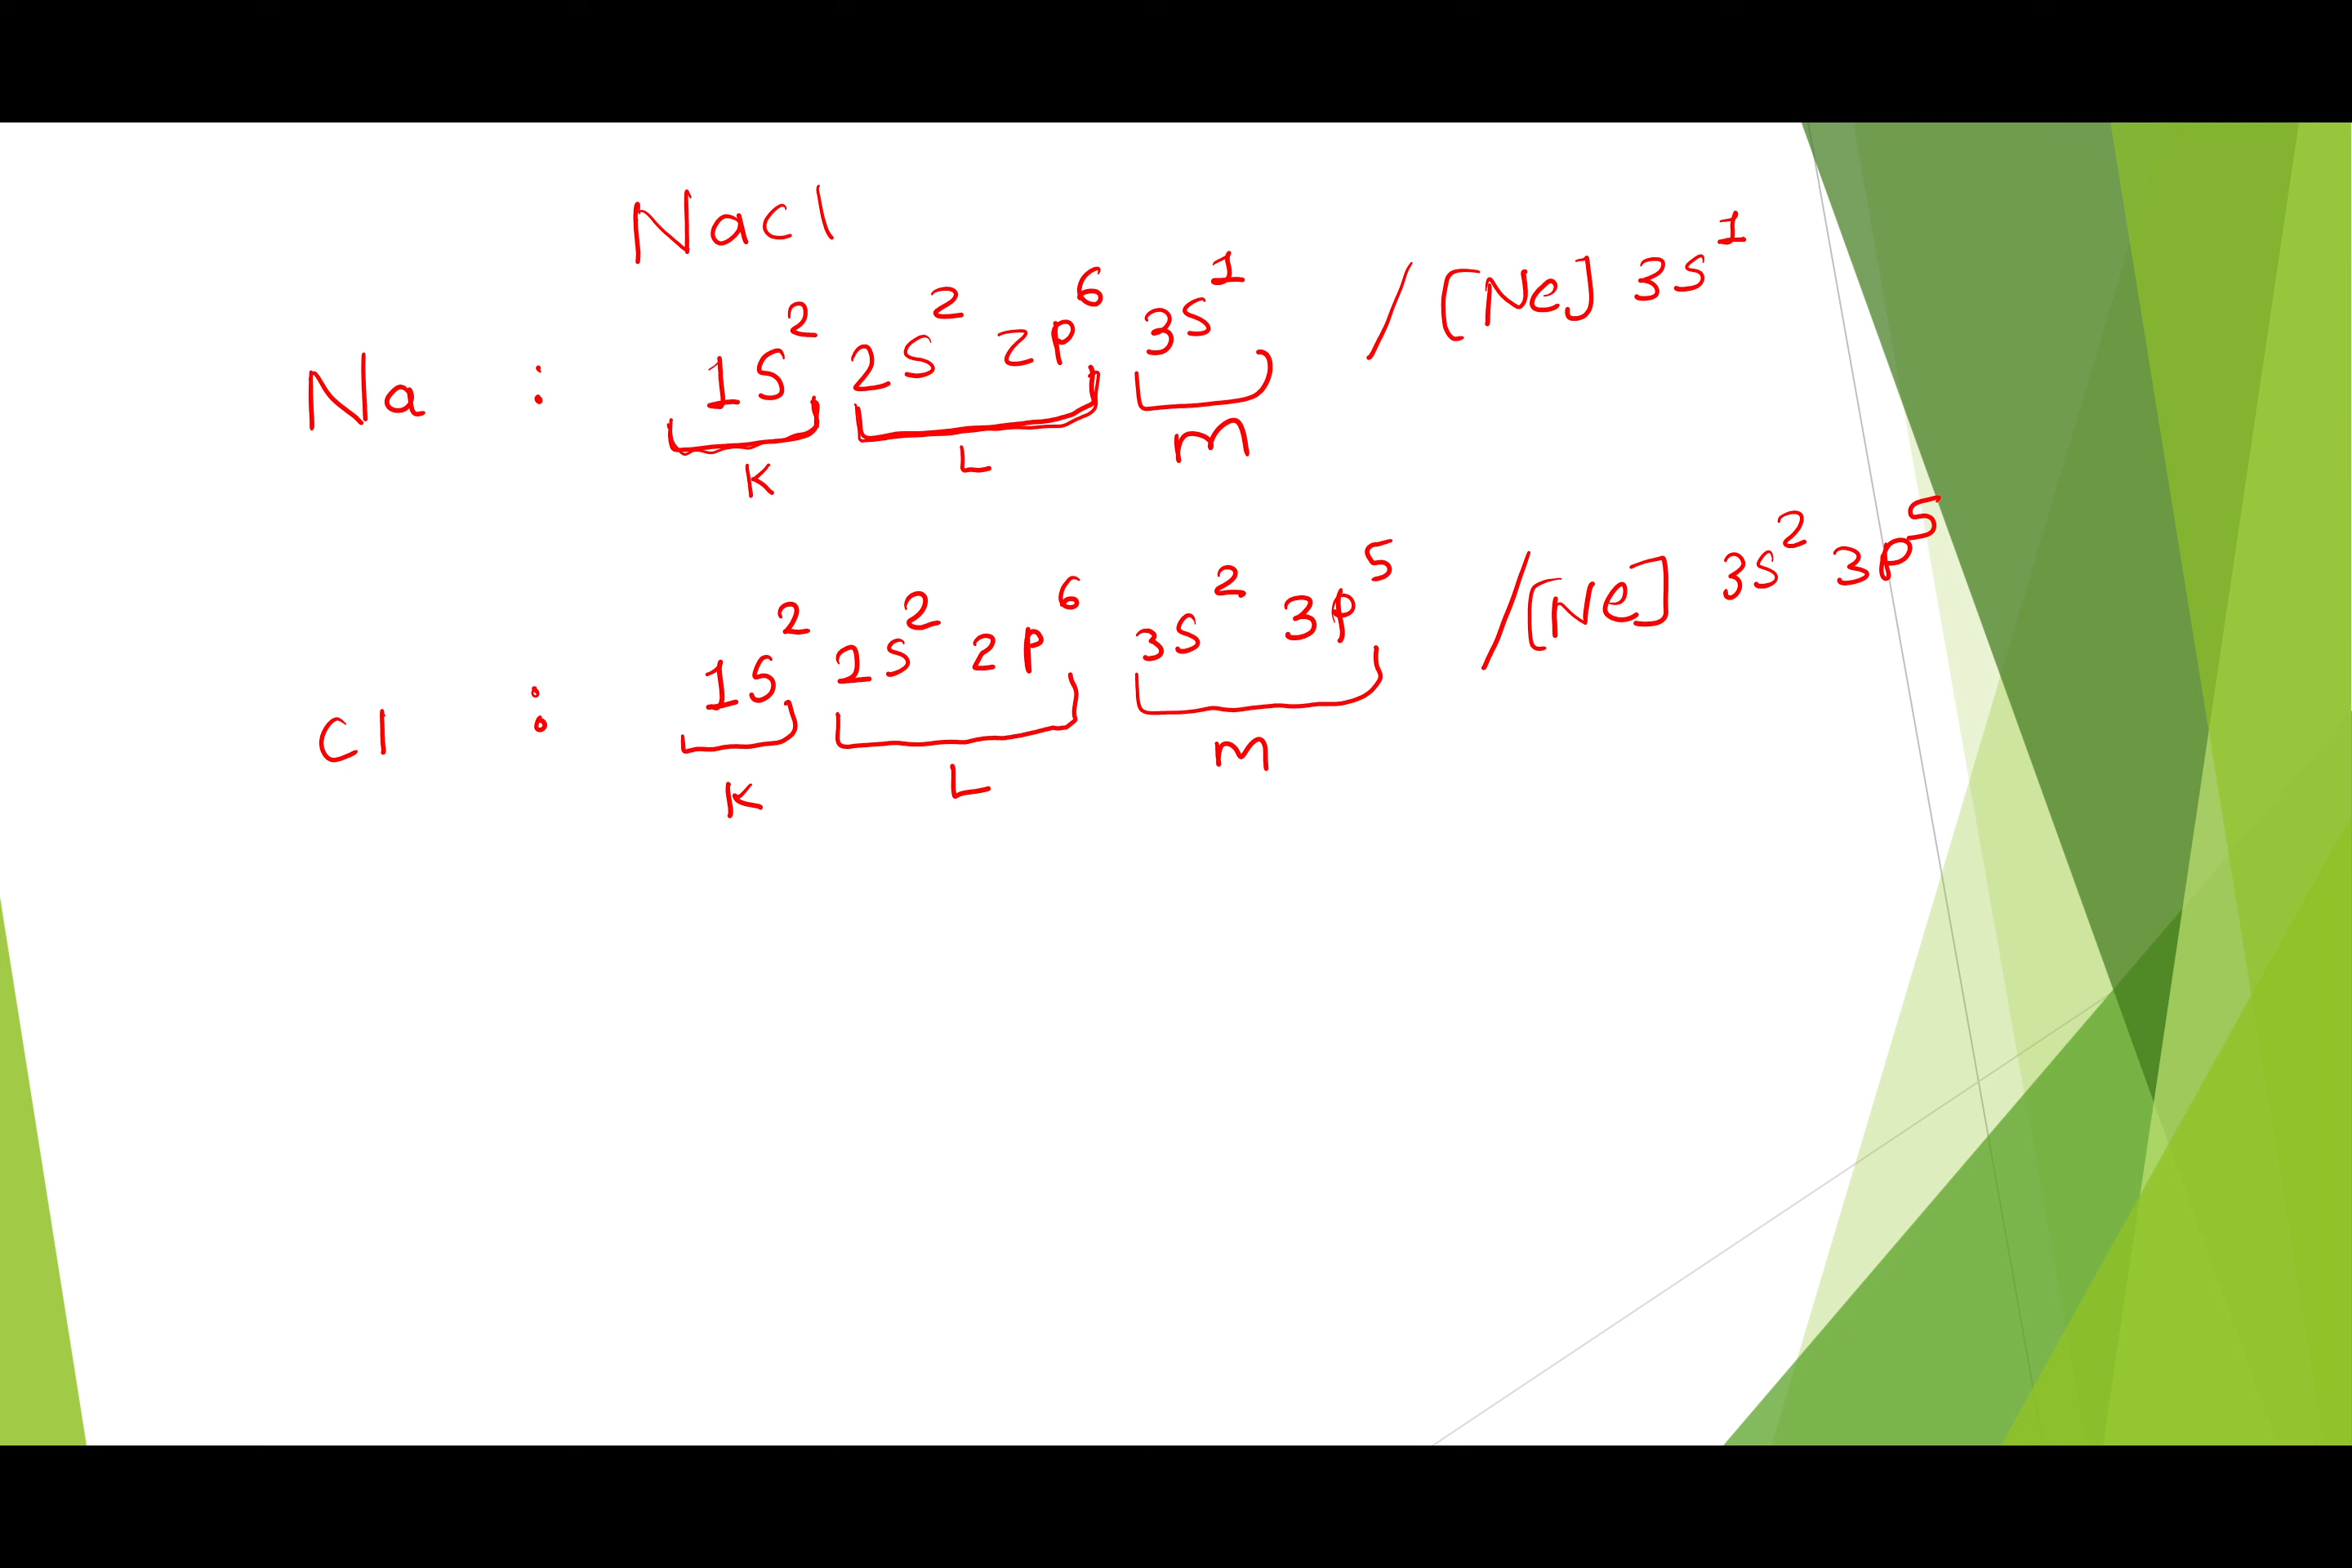 Nacl
Na : 1s² 2s² 2p⁶ 3s¹ / [Ne] 3s¹
K L M
Cl : 1s² 2s² 2p⁶ 3s² 3p⁵ / [Ne] 3s² 3p⁵
K L M